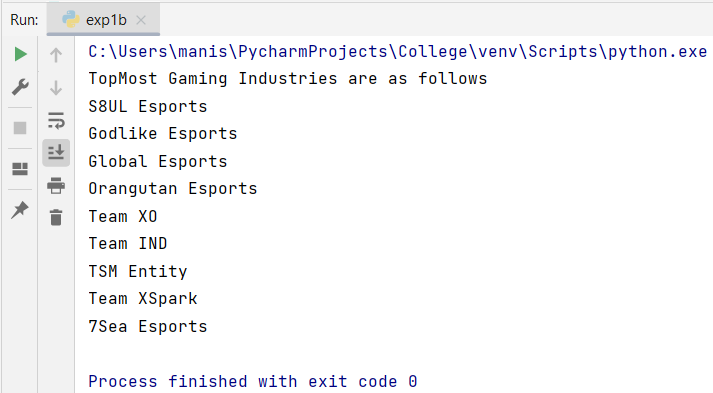 Run: exp1b
C:\Users\manis\PycharmProjects\College\venv\Scripts\python.exe
TopMost Gaming Industries are as follows
S8UL Esports
Godlike Esports
Global Esports
Orangutan Esports
Team XO
Team IND
TSM Entity
Team XSpark
7Sea Esports
Process finished with exit code 0